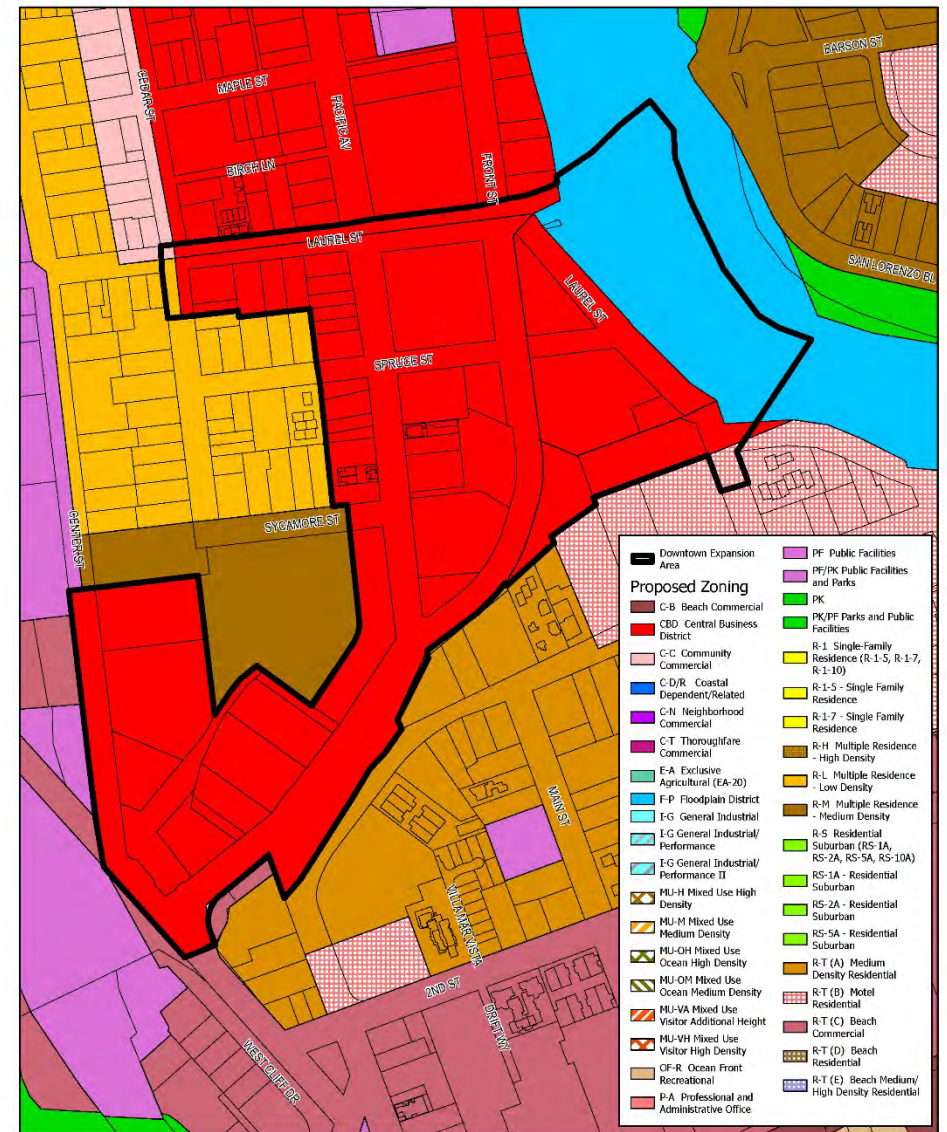 BARSON ST
CEDAR ST
MAPLE ST
PACIFIC AV
BIRCH LN
FRONT ST
LAUREL ST
SAN LORENZO BL
LAUREL ST
SPRUCE ST
SYCAMORE ST
CENTER ST
MAIN ST
VILLA MAR VISTA
2ND ST
DRIFT WY
WEST CLIFF DR
Downtown Expansion
Area
Proposed Zoning
C-B Beach Commercial
CBD Central Business
District
C-C Community
Commercial
C-D/R Coastal
Dependent/Related
C-N Neighborhood
Commercial
C-T Thoroughfare
Commercial
E-A Exclusive
Agricultural (EA-20)
F-P Floodplain District
I-G General Industrial
I-G General Industrial/
Performance
I-G General Industrial/
Performance II
MU-H Mixed Use High
Density
MU-M Mixed Use
Medium Density
MU-OH Mixed Use
Ocean High Density
MU-OM Mixed Use
Ocean Medium Density
MU-VA Mixed Use
Visitor Additional Height
MU-VH Mixed Use
Visitor High Density
OF-R Ocean Front
Recreational
P-A Professional and
Administrative Office
PF Public Facilities
PF/PK Public Facilities
and Parks
PK
PK/PF Parks and Public
Facilities
R-1 Single-Family
Residence (R-1-5, R-1-7,
R-1-10)
R-1-5 - Single Family
Residence
R-1-7 - Single Family
Residence
R-H Multiple Residence
- High Density
R-L Multiple Residence
- Low Density
R-M Multiple Residence
- Medium Density
R-S Residential
Suburban (RS-1A,
RS-2A, RS-5A, RS-10A)
RS-1A - Residential
Suburban
RS-2A - Residential
Suburban
RS-5A - Residential
Suburban
R-T (A) Medium
Density Residential
R-T (B) Motel
Residential
R-T (C) Beach
Commercial
R-T (D) Beach
Residential
R-T (E) Beach Medium/
High Density Residential